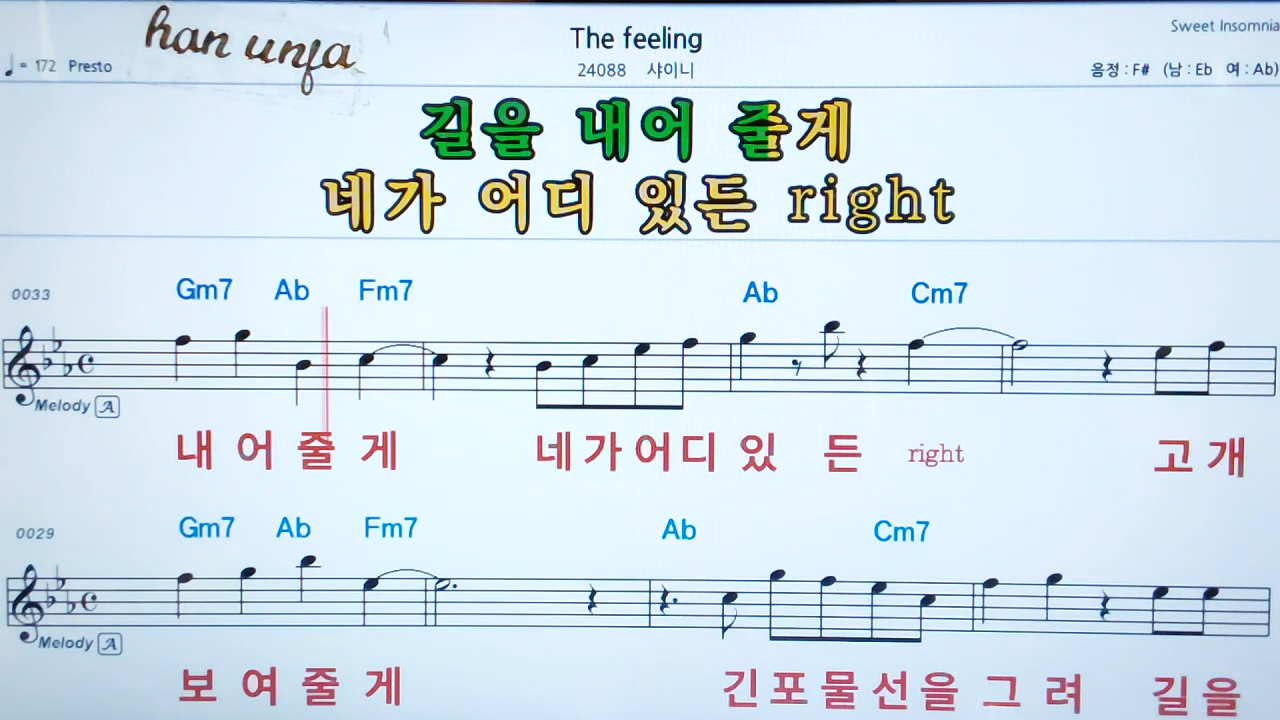 han unja
The feeling
Sweet Insomnia
♩= 172 Presto
24088 샤이니
음정 : F# (남 : Eb 여 : Ab)
길을 내어 줄게
네가 어디 있든 right
0033
Gm7 Ab Fm7 Ab Cm7
Melody A
내 어 줄 게 네 가 어 디 있 든 right 고 개
0029
Gm7 Ab Fm7 Ab Cm7
Melody A
보 여 줄 게 긴 포 물 선 을 그 려 길 을